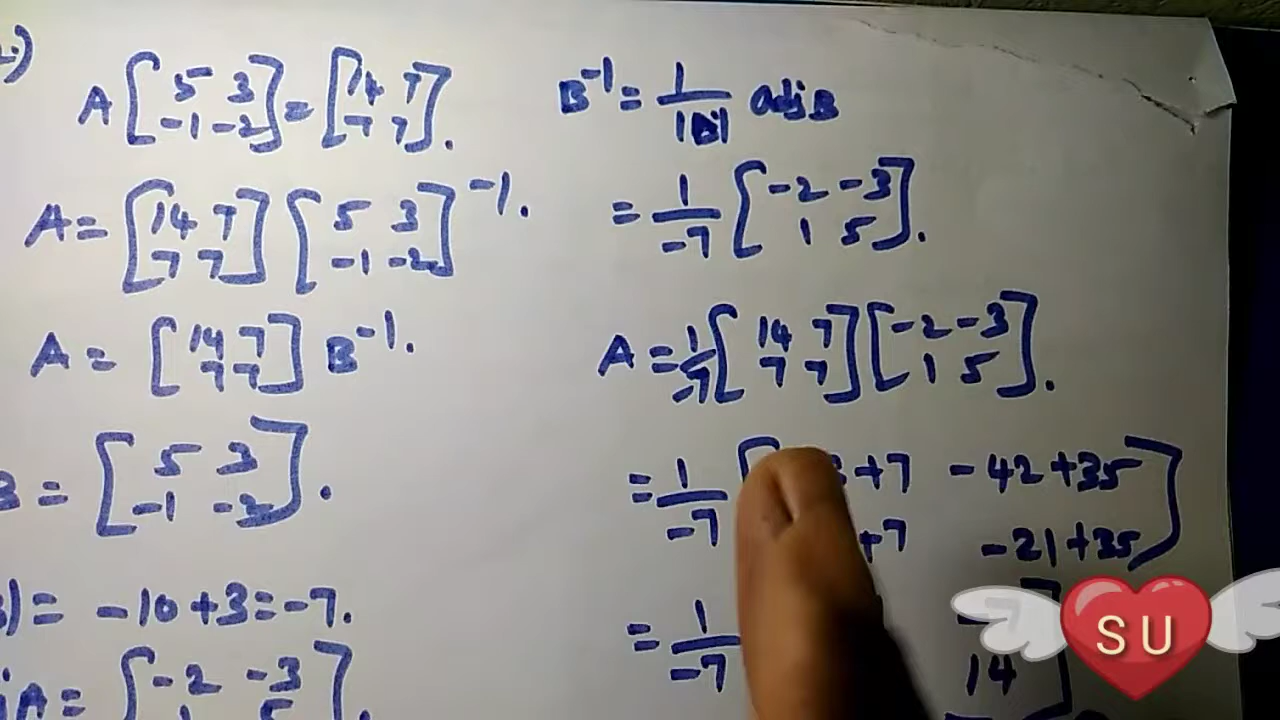 A [5 3 -1 -2] = [14 7 7 7].
A = [14 7 7 7] [5 3 -1 -2]^-1.
A = [14 7 7 7] B^-1.
= [5 3 -1 -2].
= -10+3=-7.
A = [-2 -3
B^-1 = 1/|B| adj B
= 1/-7 [-2 -3 1 5].
A = 1/-7 [14 7 7 7] [-2 -3 1 5].
= 1/-7 [ +7 -42+35
+7 -21+35 ]
= 1/-7
14
SU